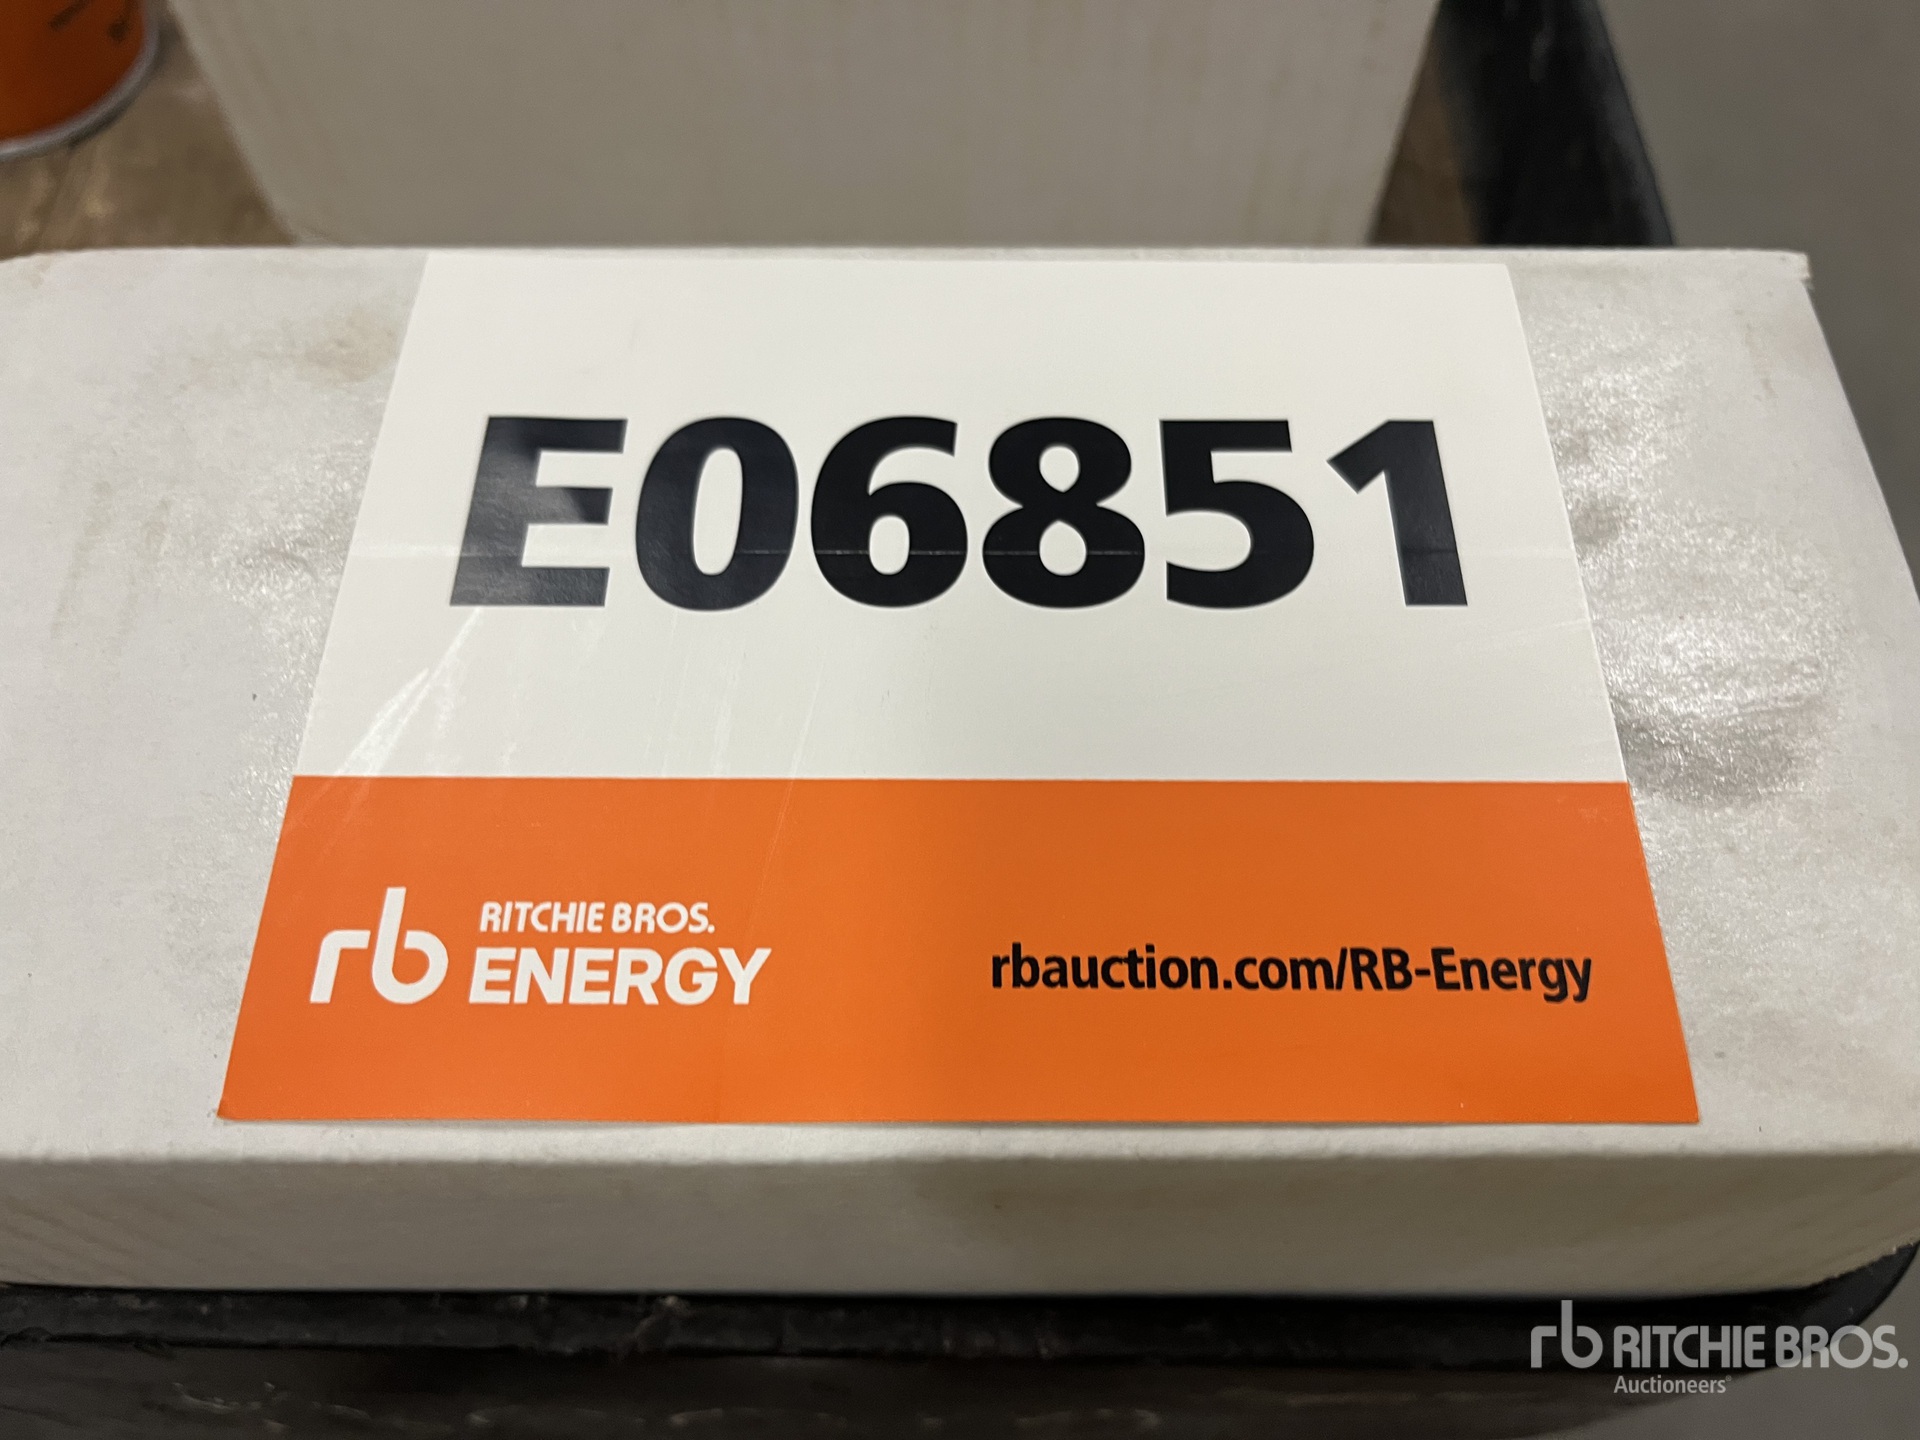 E06851
rb RITCHIE BROS.
ENERGY
rbauction.com/RB-Energy
rb RITCHIE BROS.
Auctioneers